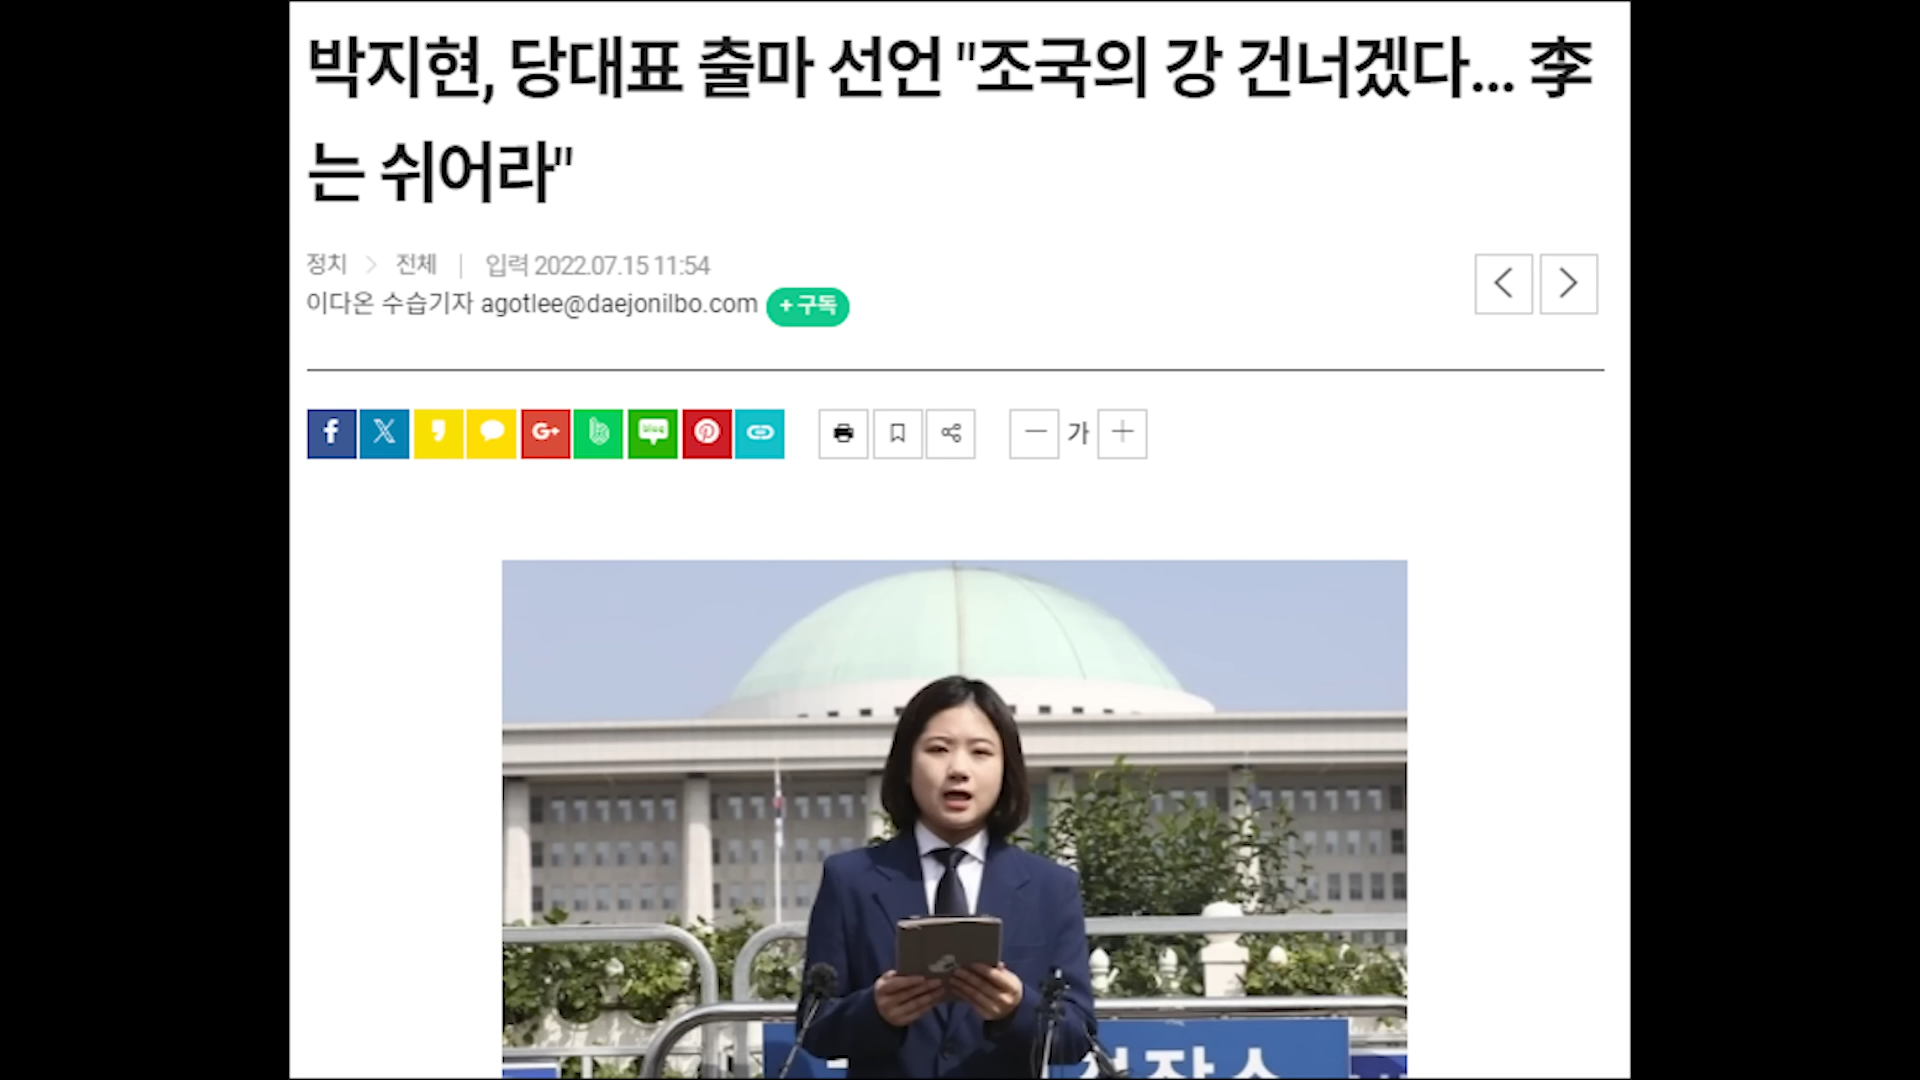 박지현, 당대표 출마 선언 "조국의 강 건너겠다... 李
는 쉬어라"
정치 > 전체 | 입력 2022.07.15 11:54
이다온 수습기자 agotlee@daejonilbo.com +구독
f X G+ b blog
가